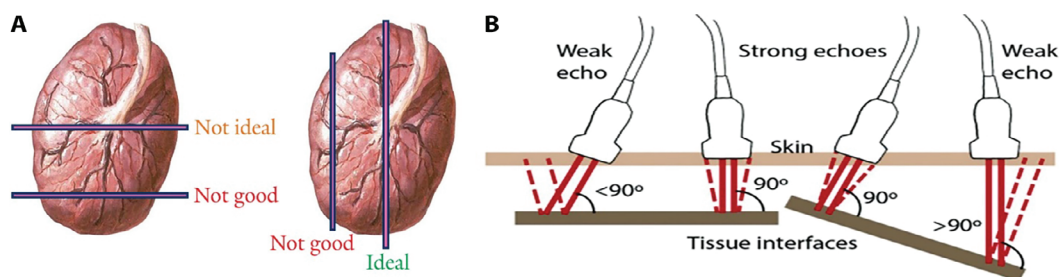 A
Not ideal
Not good
Not good
Ideal
B
Weak
echo
Strong echoes
Weak
echo
Skin
<90°
90°
90°
>90°
Tissue interfaces